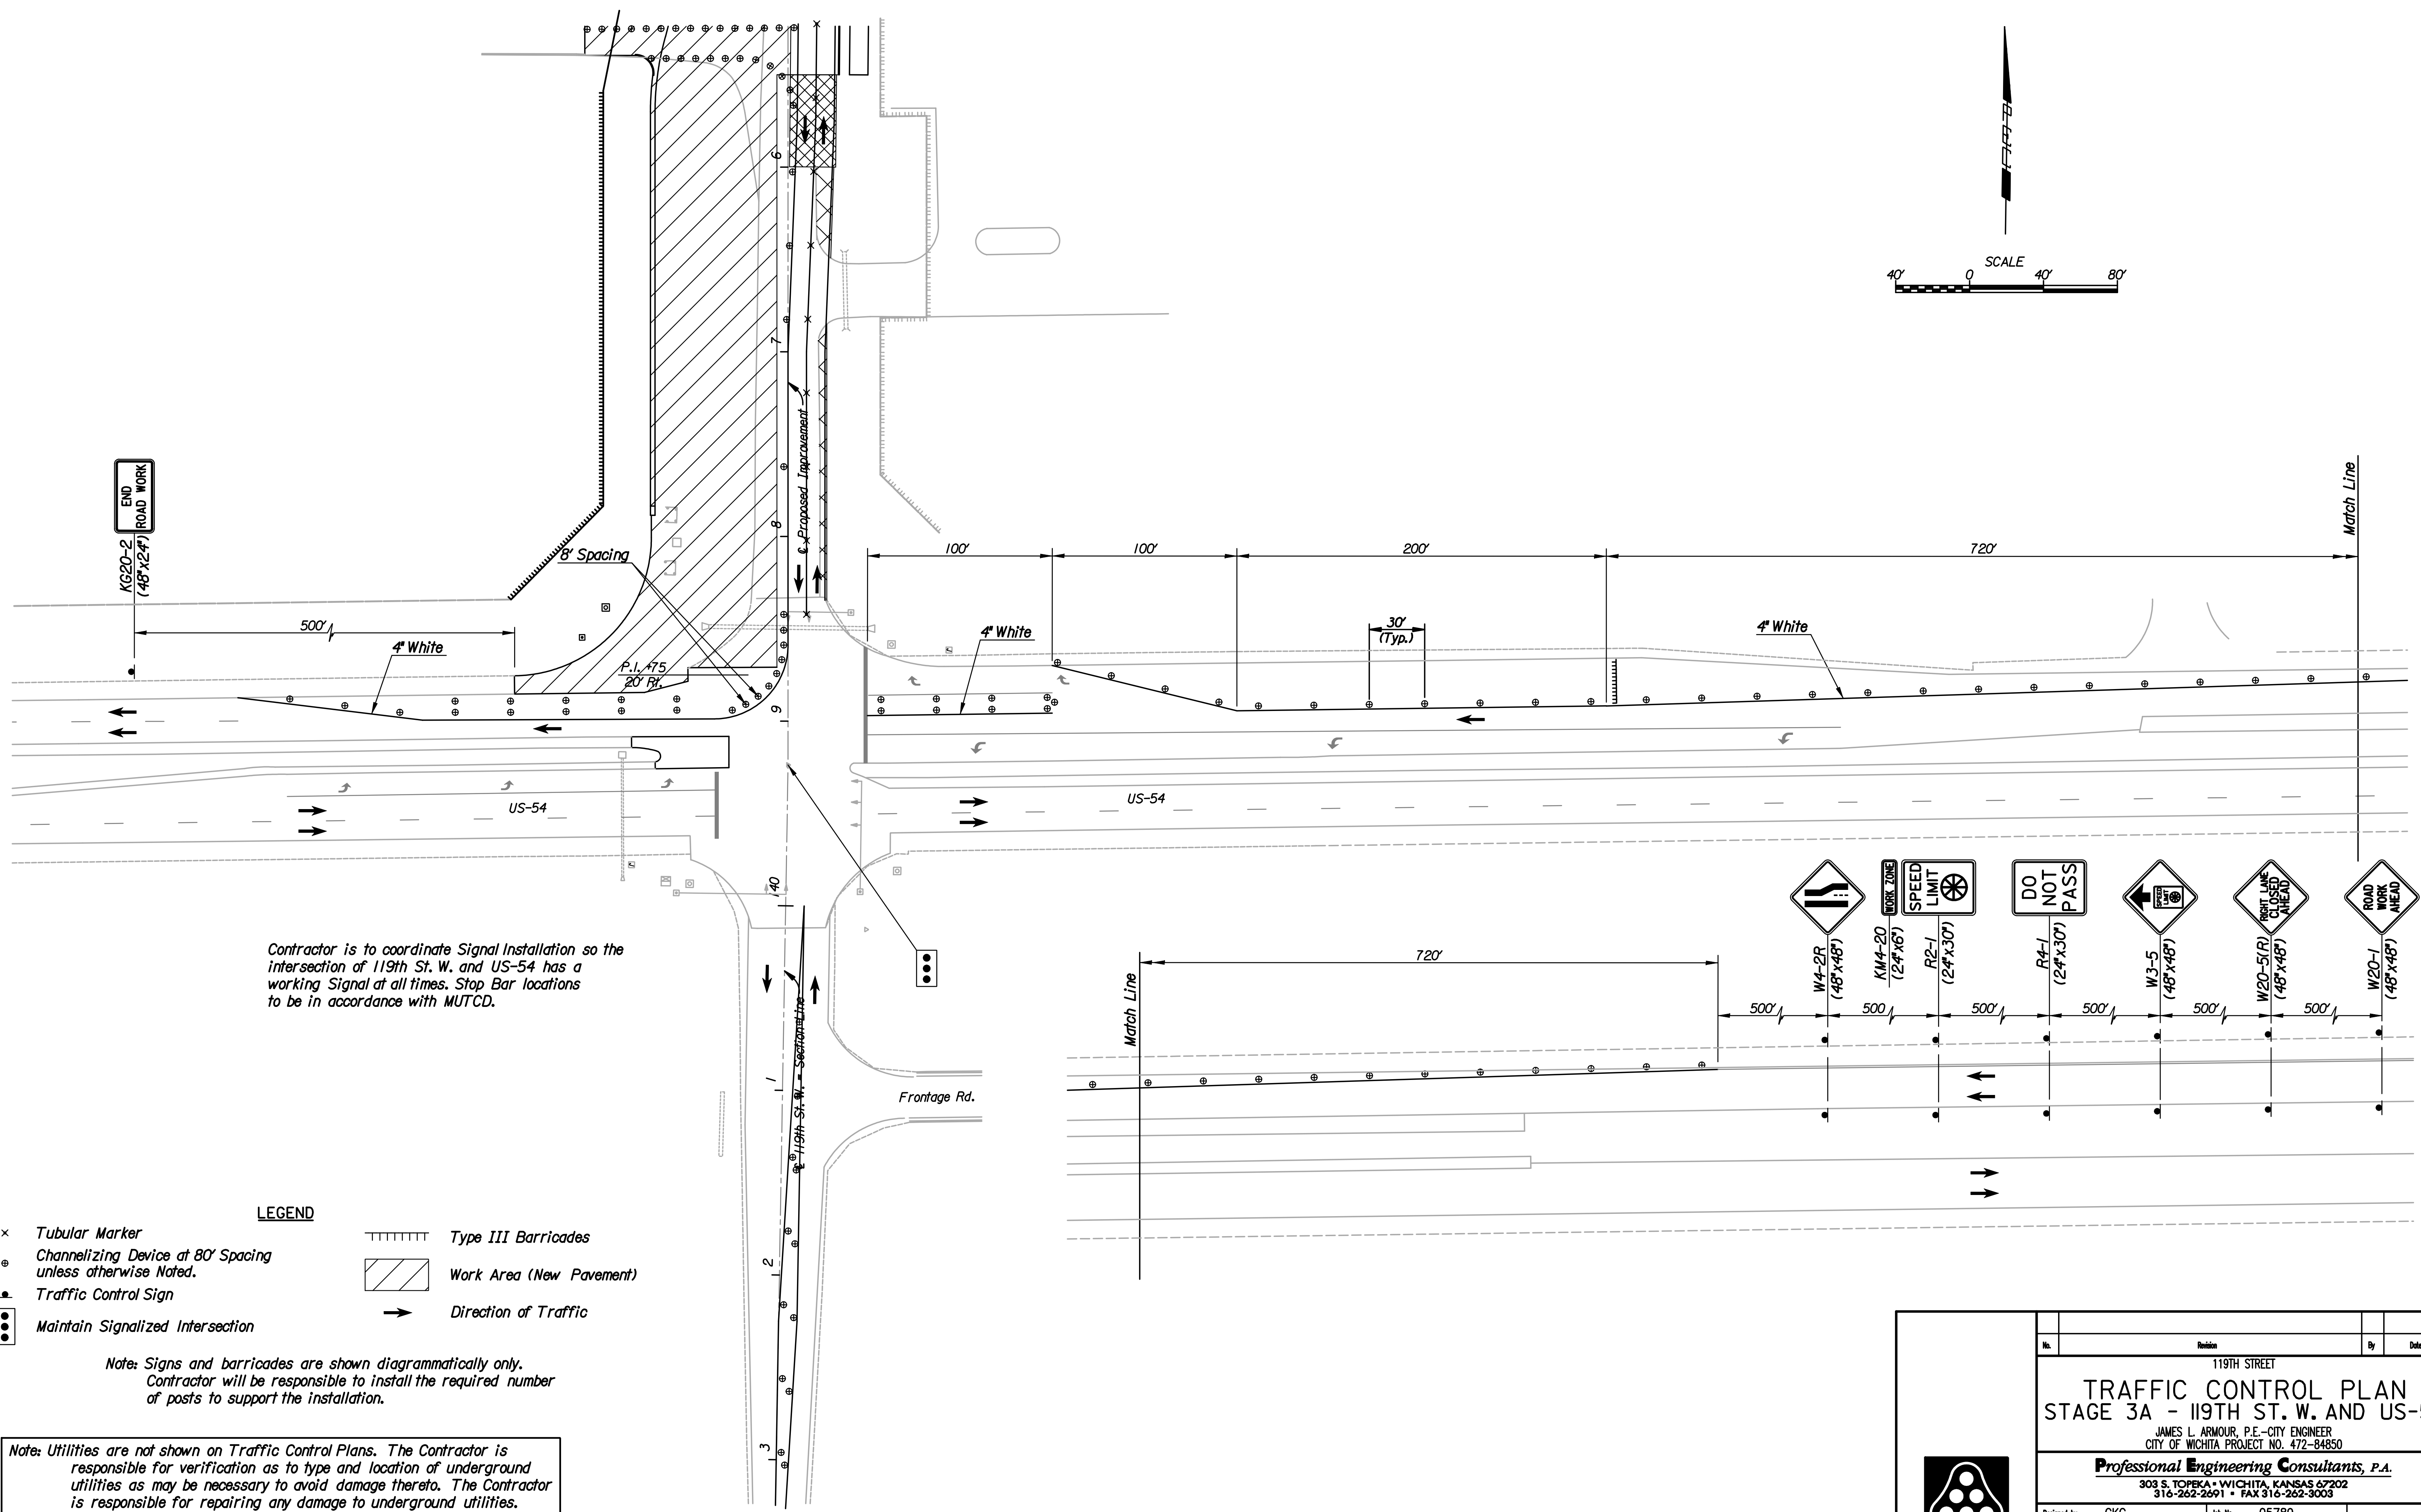 SCALE
40' 0 40' 80'
END
ROAD WORK
KG20-2
(48"x24")
500'
4" White
8' Spacing
P.I. +75
20' Rt.
℄ Proposed Improvement
6
7
8
9
140
1
2
3
100'
100'
200'
720'
Match Line
4" White
30'
(Typ.)
4" White
US-54
US-54
Contractor is to coordinate Signal Installation so the
intersection of 119th St. W. and US-54 has a
working Signal at all times. Stop Bar locations
to be in accordance with MUTCD.
℄ 119th St. W. = Section Line
Frontage Rd.
Match Line
720'
500'
500'
500'
500'
500'
500'
W4-2R
(48"x48")
WORK ZONE
KM4-20
(24"x6")
SPEED
LIMIT
R2-1
(24"x30")
DO
NOT
PASS
R4-1
(24"x30")
SPEED
LIMIT
W3-5
(48"x48")
RIGHT LANE
CLOSED
AHEAD
W20-5(R)
(48"x48")
ROAD
WORK
AHEAD
W20-1
(48"x48")
LEGEND
Tubular Marker
Channelizing Device at 80' Spacing
unless otherwise Noted.
Traffic Control Sign
Maintain Signalized Intersection
Type III Barricades
Work Area (New Pavement)
Direction of Traffic
Note: Signs and barricades are shown diagrammatically only.
Contractor will be responsible to install the required number
of posts to support the installation.
Note: Utilities are not shown on Traffic Control Plans. The Contractor is
responsible for verification as to type and location of underground
utilities as may be necessary to avoid damage thereto. The Contractor
is responsible for repairing any damage to underground utilities.
No. Revision By Date
119TH STREET
TRAFFIC CONTROL PLAN
STAGE 3A - 119TH ST. W. AND US-
JAMES L. ARMOUR, P.E.-CITY ENGINEER
CITY OF WICHITA PROJECT NO. 472-84850
Professional Engineering Consultants, P.A.
303 S. TOPEKA • WICHITA, KANSAS 67202
316-262-2691 • FAX 316-262-3003